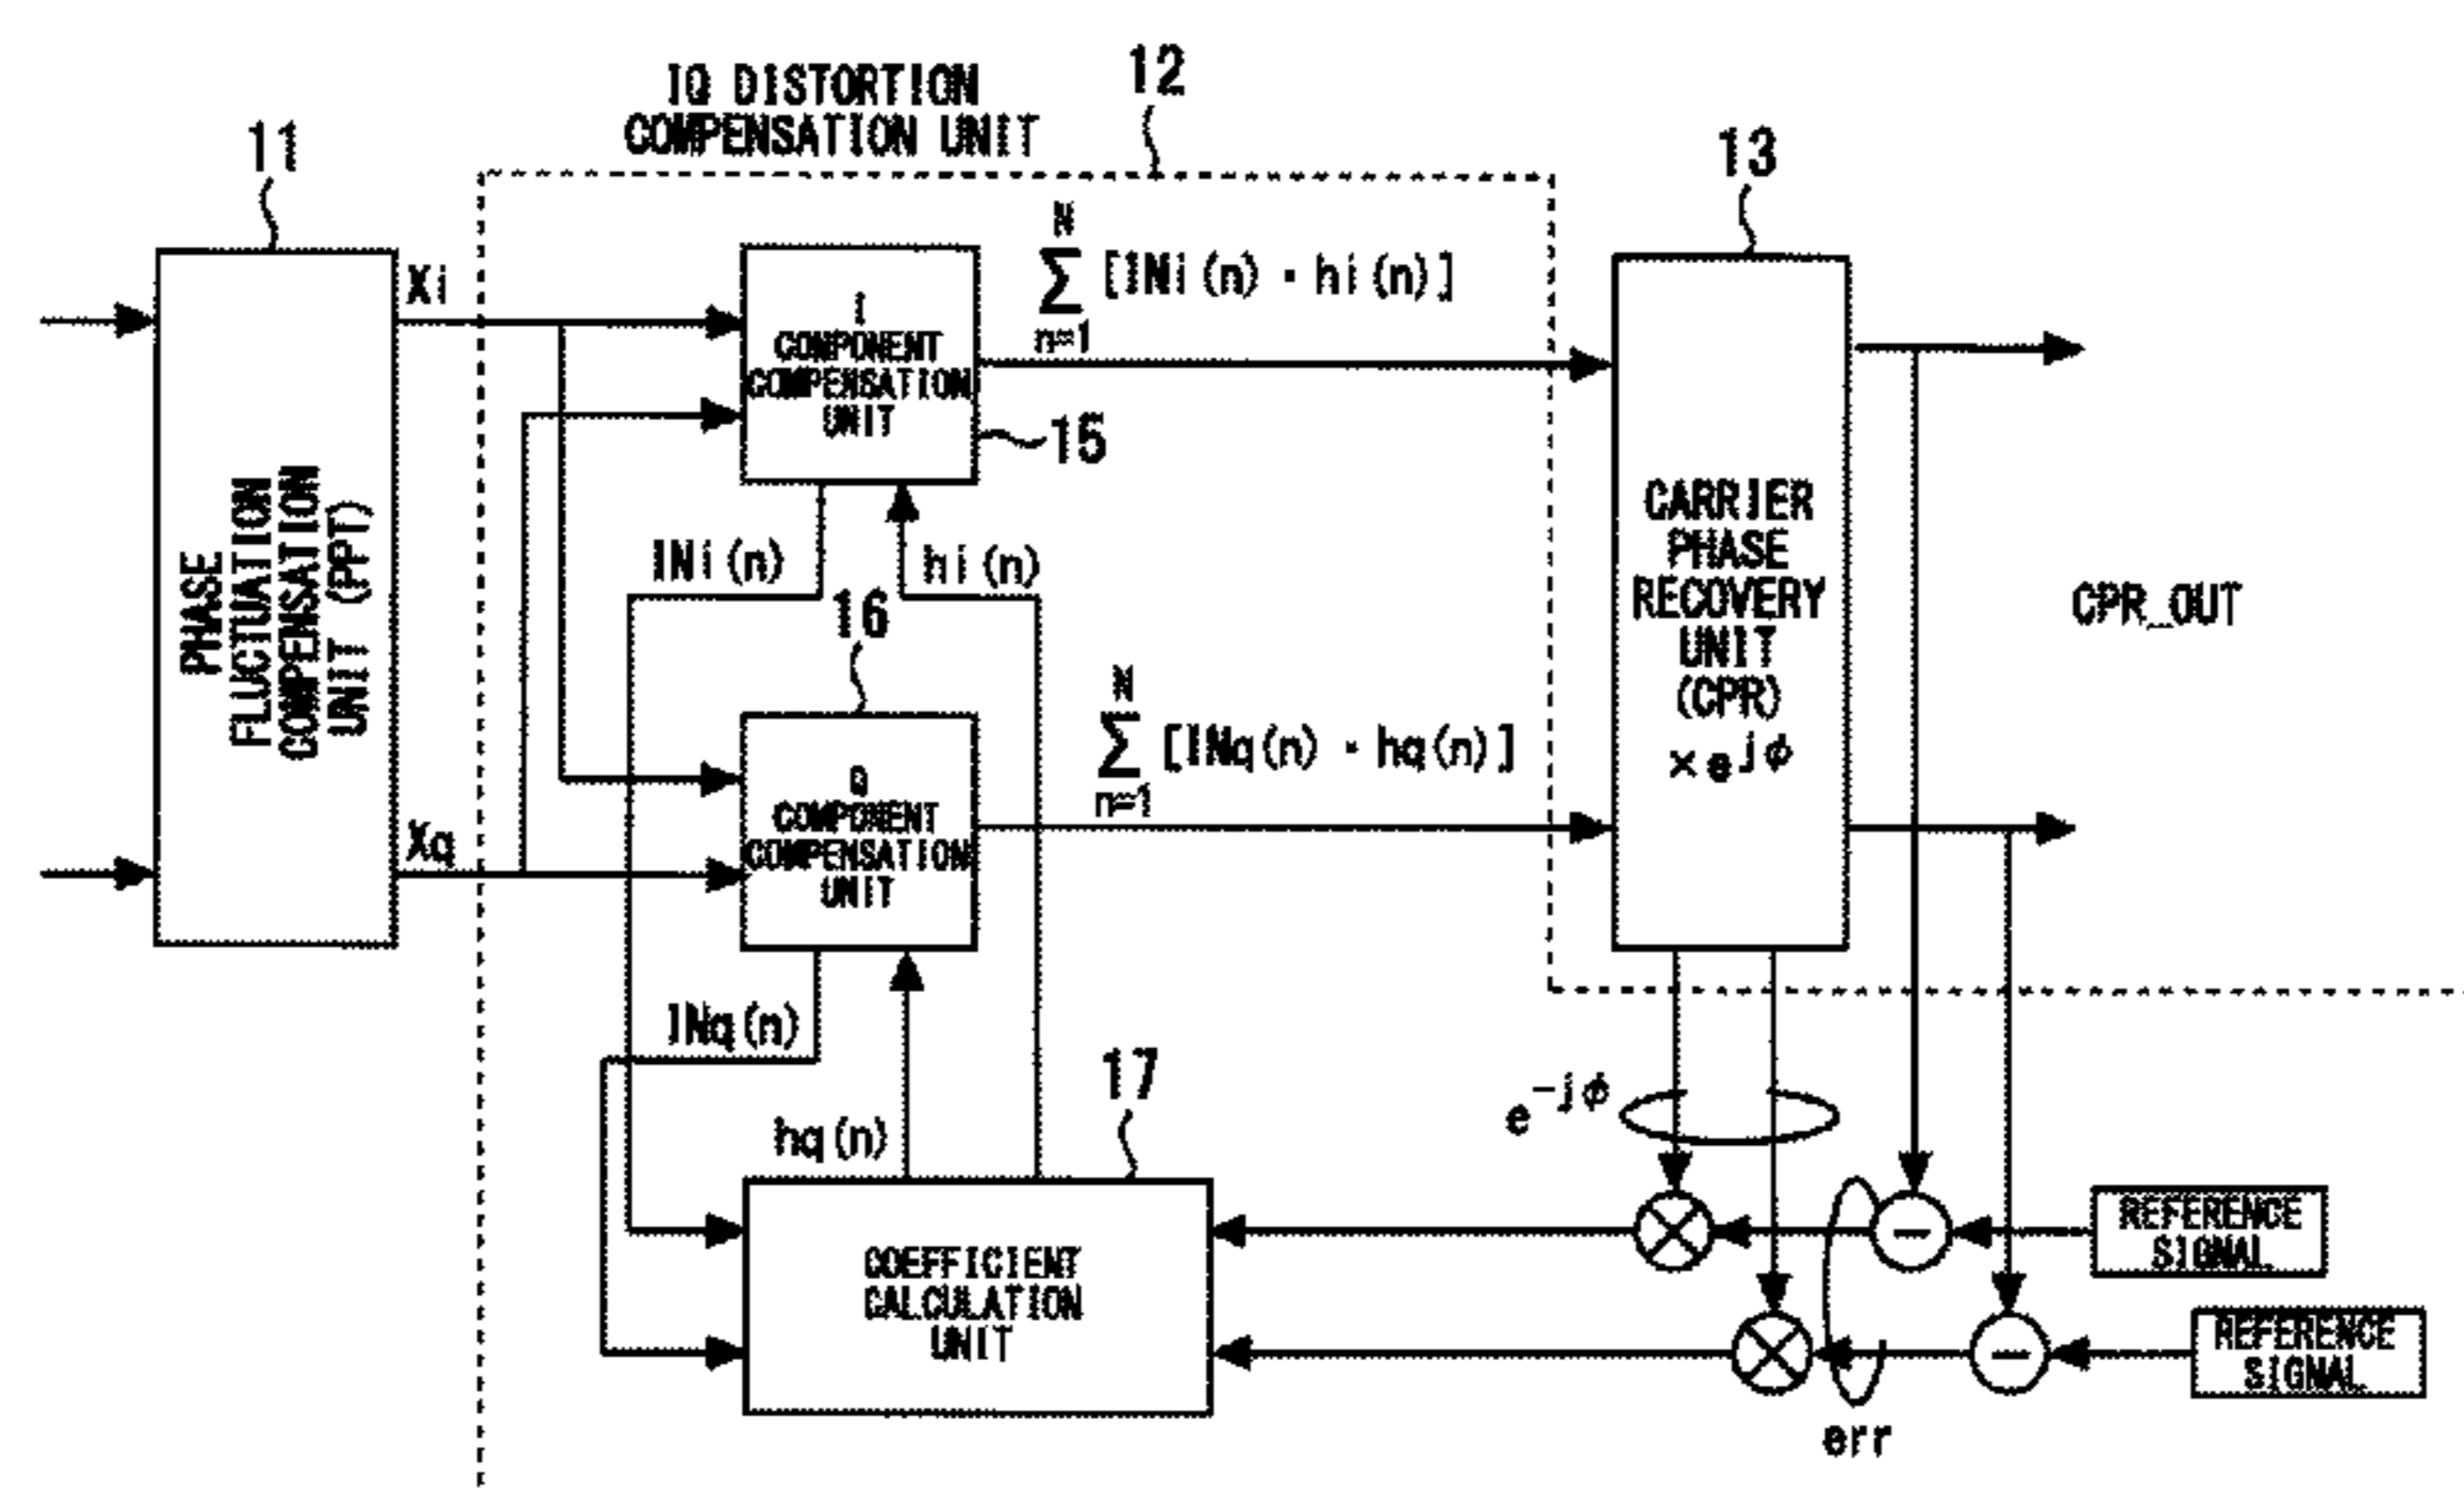 IQ DISTORTION
COMPENSATION UNIT
12
11
13
Xi
I
COMPONENT
COMPENSATION
UNIT
N
Σ [INi(n)・hi(n)]
n=1
15
PHASE
FLUCTUATION
COMPENSATION
UNIT (PPT)
INi(n)
hi(n)
16
CARRIER
PHASE
RECOVERY
UNIT
(CPR)
×e^jφ
CPR_OUT
Xq
Q
COMPONENT
COMPENSATION
UNIT
N
Σ [INq(n)・hq(n)]
n=1
INq(n)
hq(n)
17
e^-jφ
COEFFICIENT
CALCULATION
UNIT
REFERENCE
SIGNAL
REFERENCE
SIGNAL
err